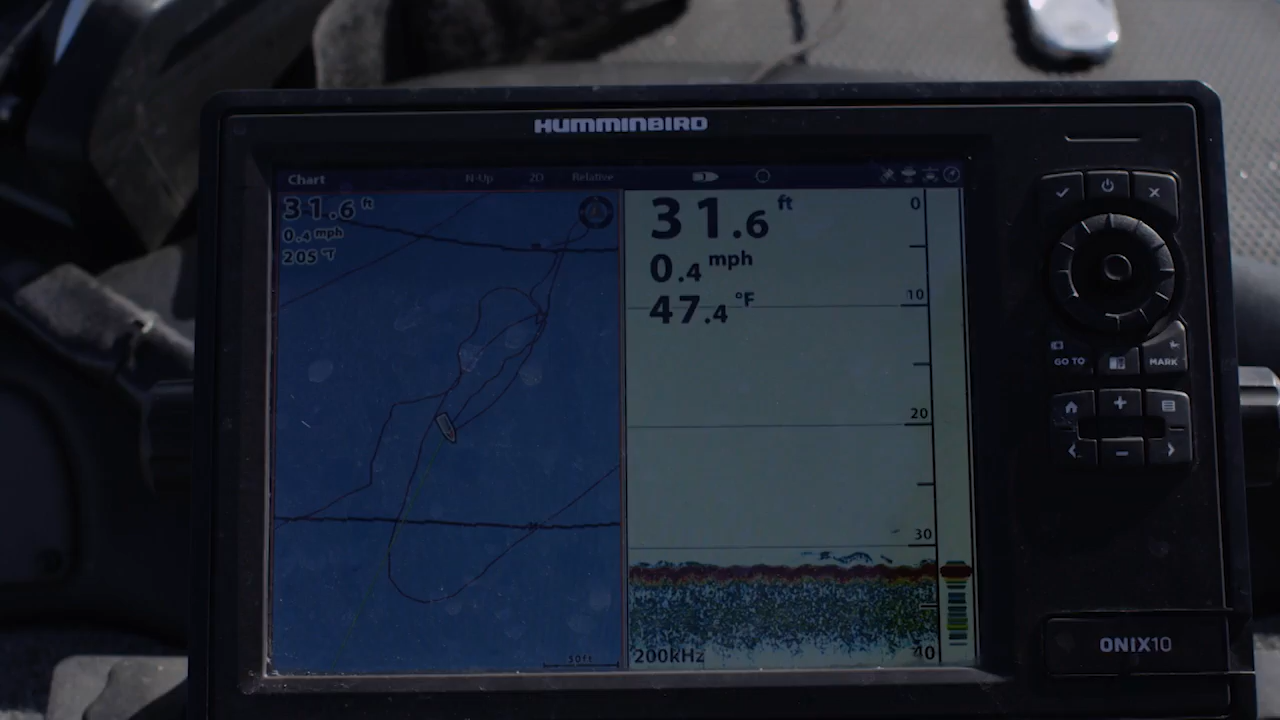 HUMMINBIRD
Chart N-Up 2D Relative
31.6 ft
0.4 mph
205 °T
50ft
31.6 ft
0.4 mph
47.4 °F
0
10
20
30
40
200kHz
GO TO
MARK
ONIX10